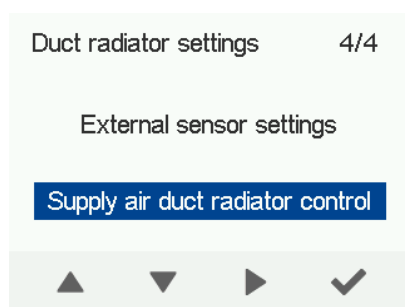 Duct radiator settings 4/4
External sensor settings
Supply air duct radiator control